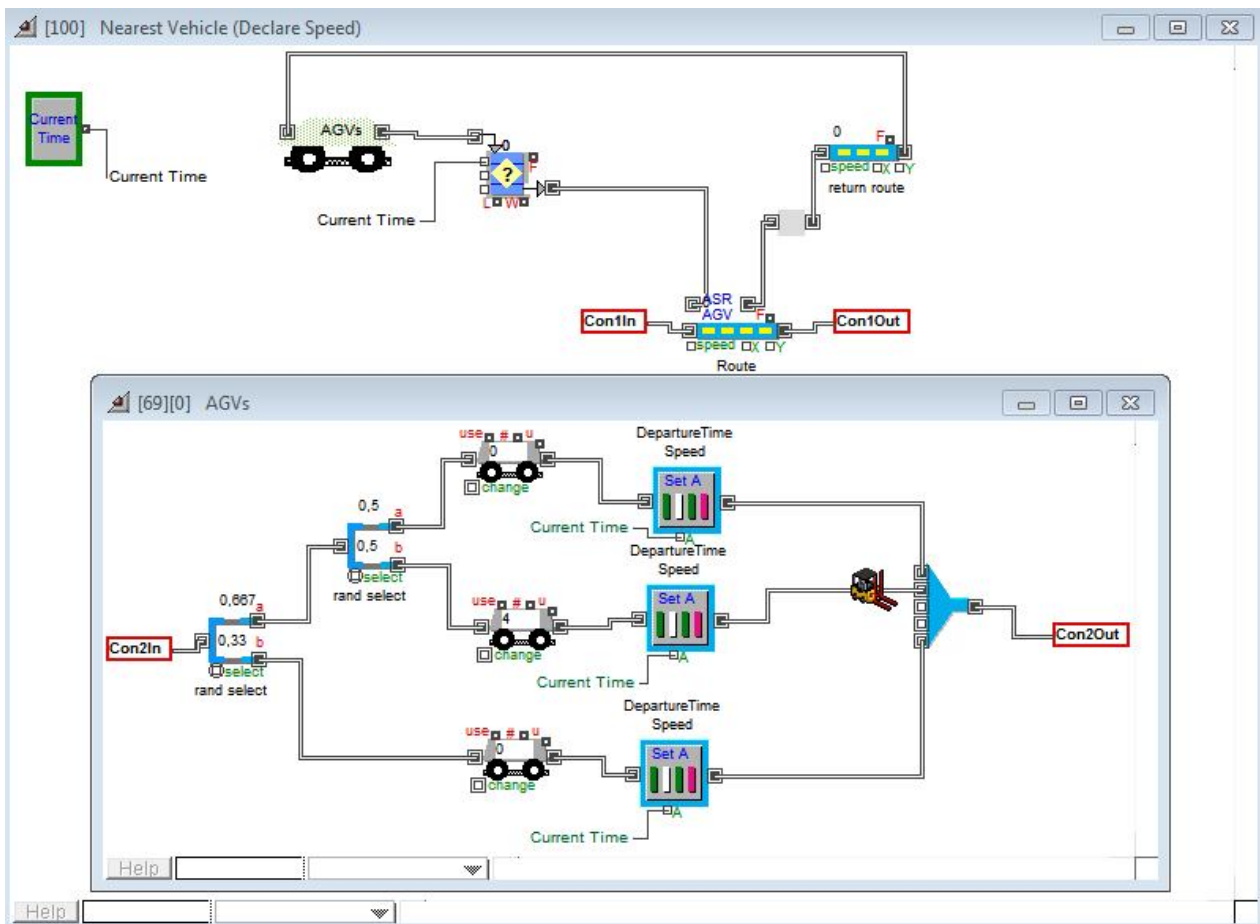 [100] Nearest Vehicle (Declare Speed)
Current
Time
Current Time
AGVs
0
?
F
L W
Current Time
0
F
speed X Y
return route
ASR
AGV
F
Con1In
Con1Out
speed X Y
Route
[69][0] AGVs
use # u
0
change
DepartureTime
Speed
Set A
A
Current Time
0,5 a
0,5 b
select
rand select
use # u
4
change
DepartureTime
Speed
Set A
A
Current Time
0,667 a
0,33 b
select
rand select
Con2In
Con2Out
use # u
0
change
DepartureTime
Speed
Set A
A
Current Time
Help
Help